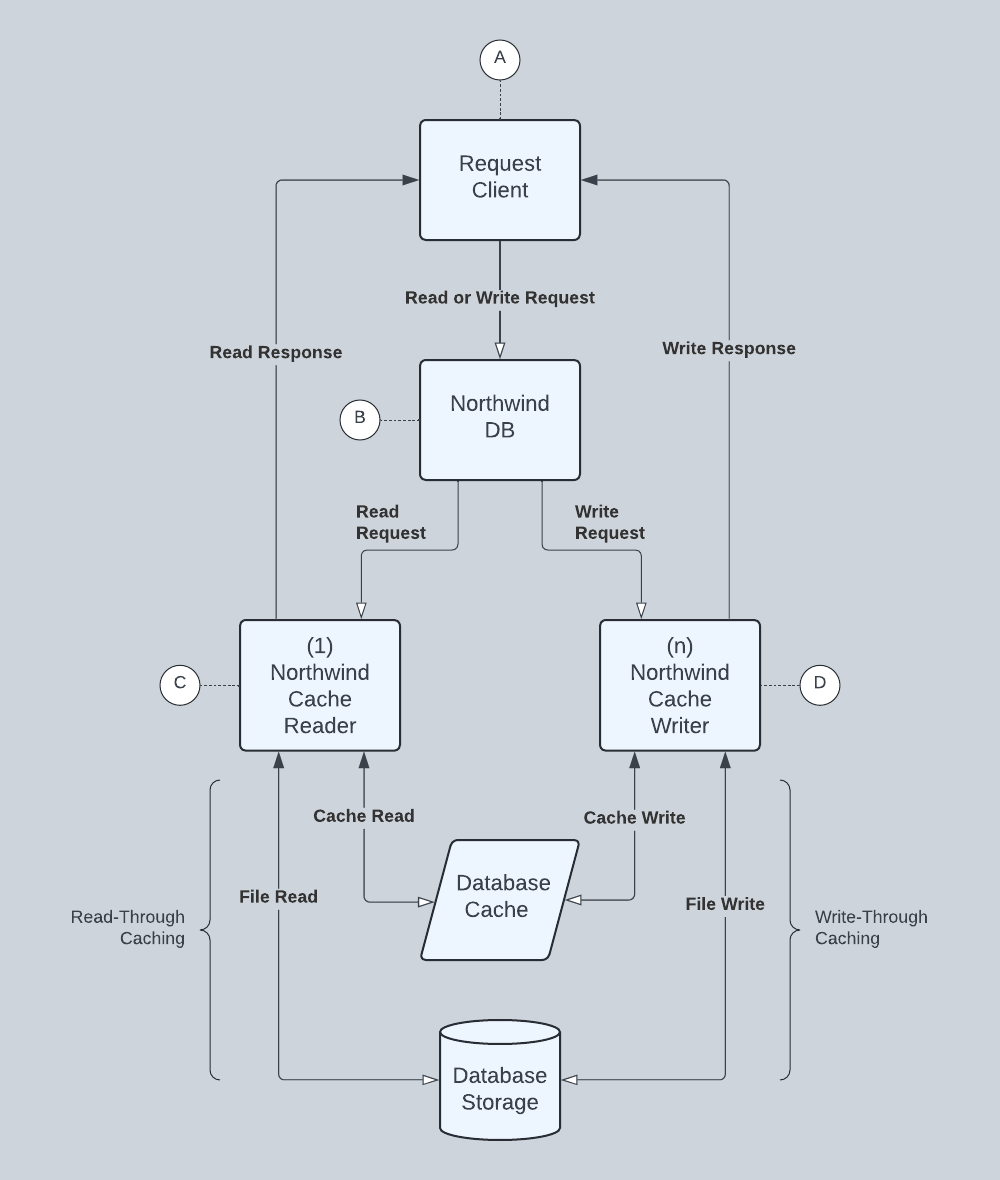 A
Request
Client
Read or Write Request
Read Response
Write Response
Northwind
DB
B
Read
Request
Write
Request
(1)
Northwind
Cache
Reader
(n)
Northwind
Cache
Writer
C
D
Cache Read
Cache Write
Database
Cache
File Read
File Write
Read-Through
Caching
Write-Through
Caching
Database
Storage